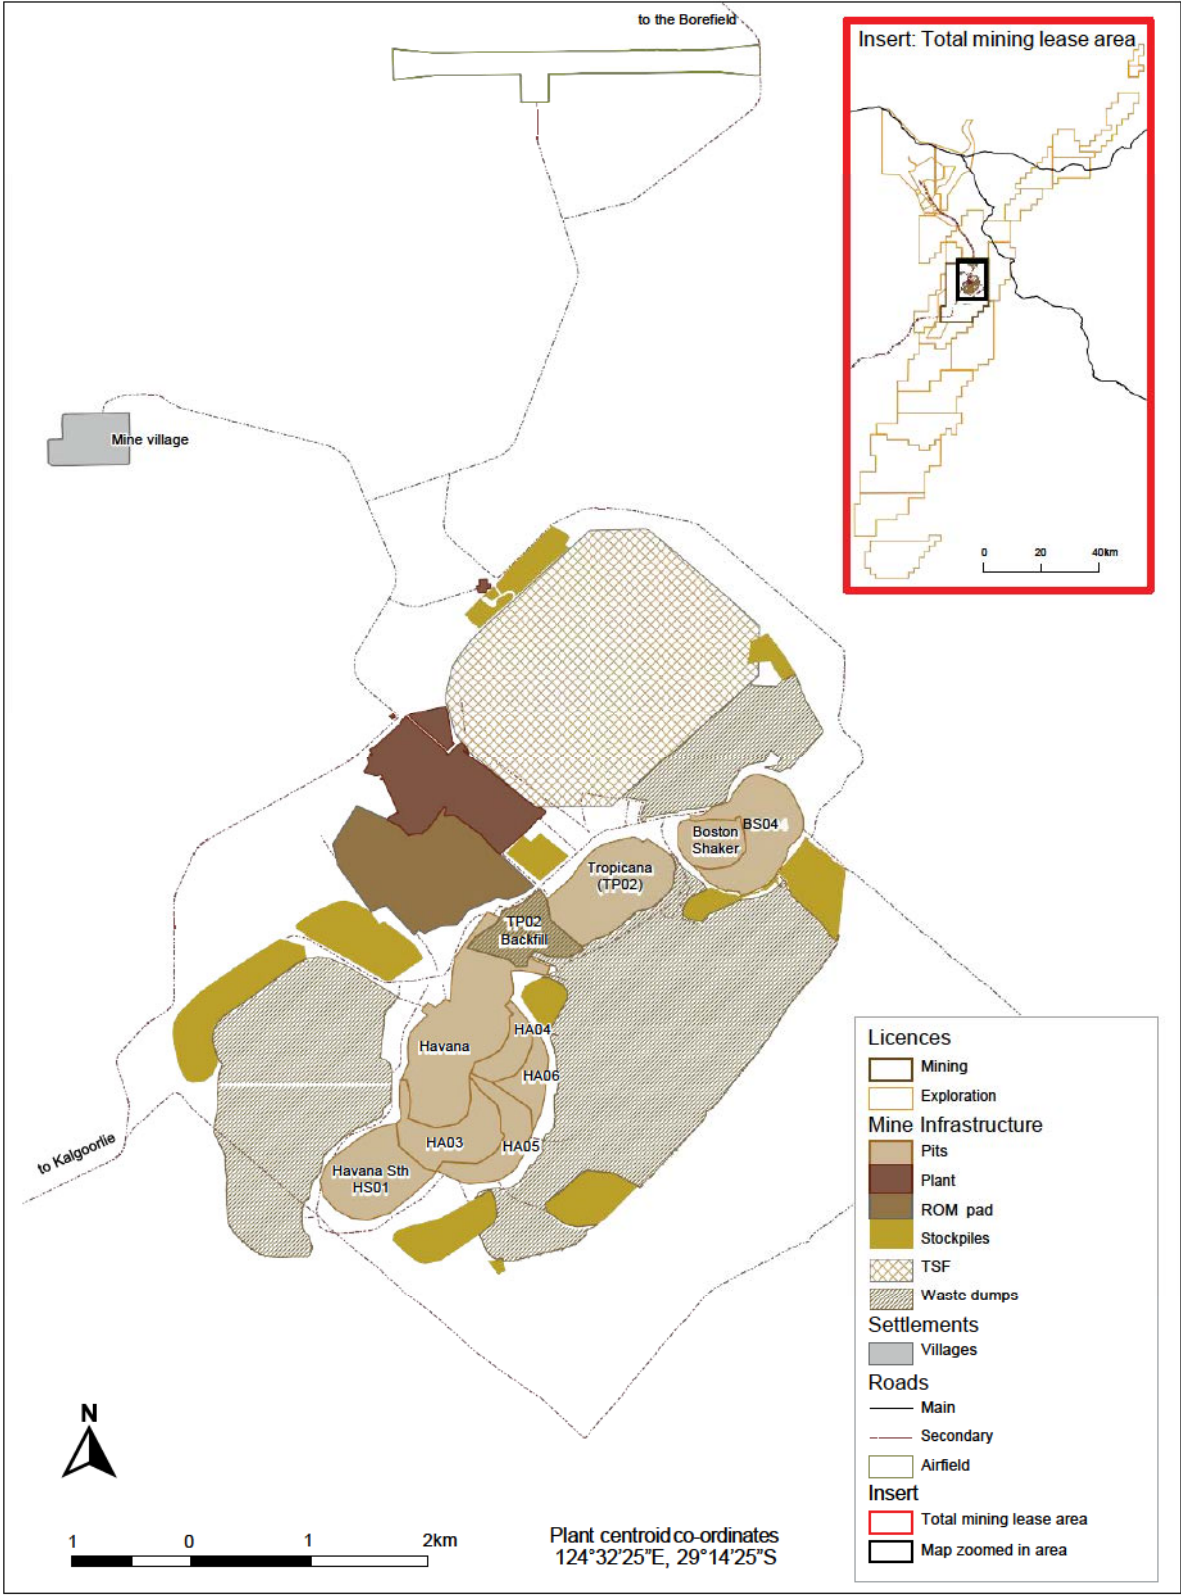 to the Borefield
Insert: Total mining lease area
0 20 40km
Mine village
BS04
Boston
Shaker
Tropicana
(TP02)
TP02
Backfill
HA04
Havana
HA06
HA03
HA05
Havana Sth
HS01
to Kalgoorlie
Licences
Mining
Exploration
Mine Infrastructure
Pits
Plant
ROM pad
Stockpiles
TSF
Waste dumps
Settlements
Villages
Roads
Main
Secondary
Airfield
Insert
Total mining lease area
Map zoomed in area
N
1 0 1 2km
Plant centroid co-ordinates
124°32'25"E, 29°14'25"S